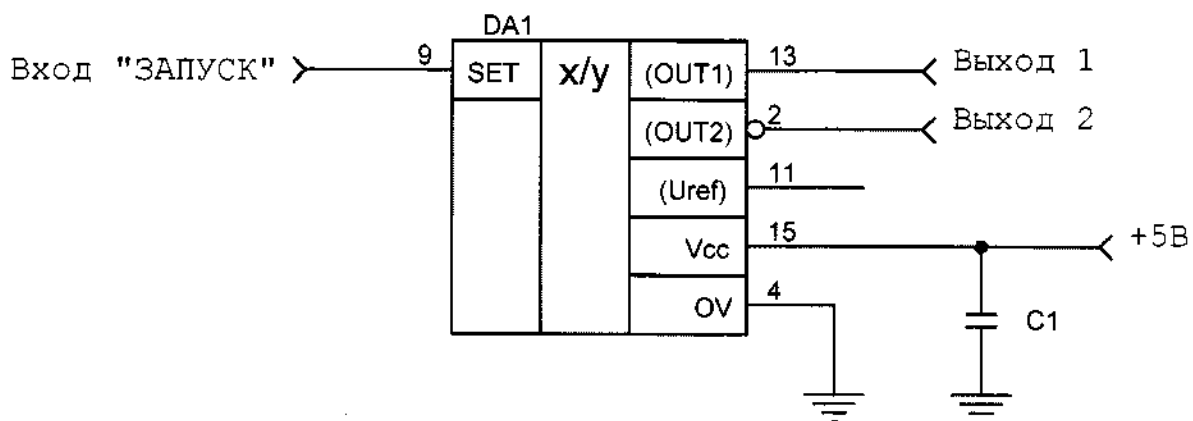 DA1
Вход "ЗАПУСК"
9
SET
x/y
(OUT1)
13
Выход 1
(OUT2)
2
Выход 2
(Uref)
11
Vcc
15
+5В
OV
4
C1